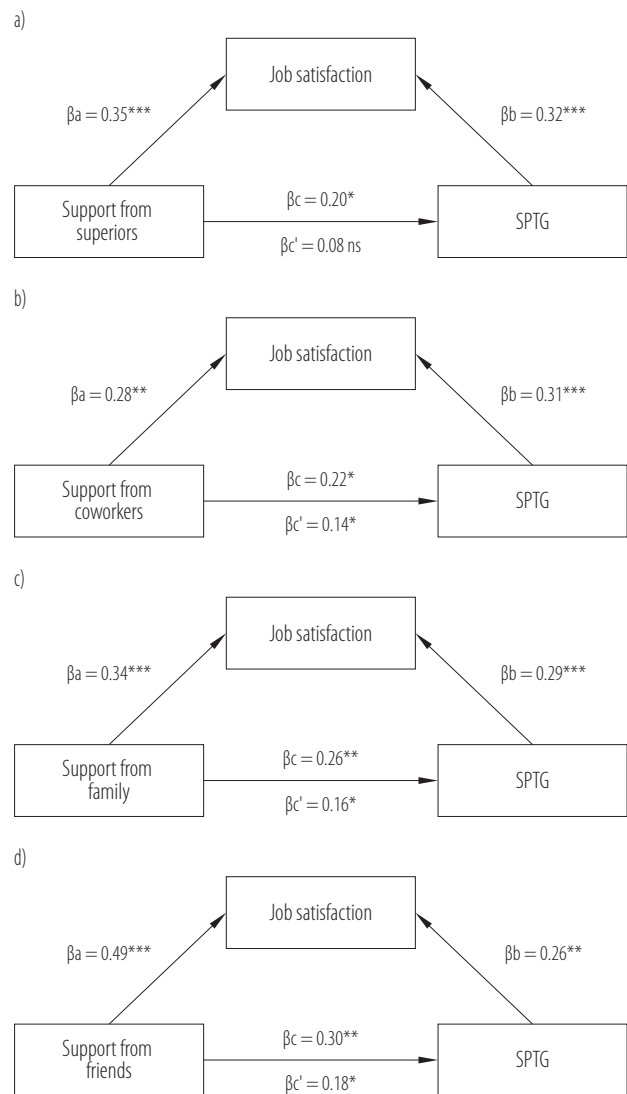 a)
Job satisfaction
βa = 0.35***
βb = 0.32***
Support from
superiors
βc = 0.20*
βc' = 0.08 ns
SPTG
b)
Job satisfaction
βa = 0.28**
βb = 0.31***
Support from
coworkers
βc = 0.22*
βc' = 0.14*
SPTG
c)
Job satisfaction
βa = 0.34***
βb = 0.29***
Support from
family
βc = 0.26**
βc' = 0.16*
SPTG
d)
Job satisfaction
βa = 0.49***
βb = 0.26**
Support from
friends
βc = 0.30**
βc' = 0.18*
SPTG